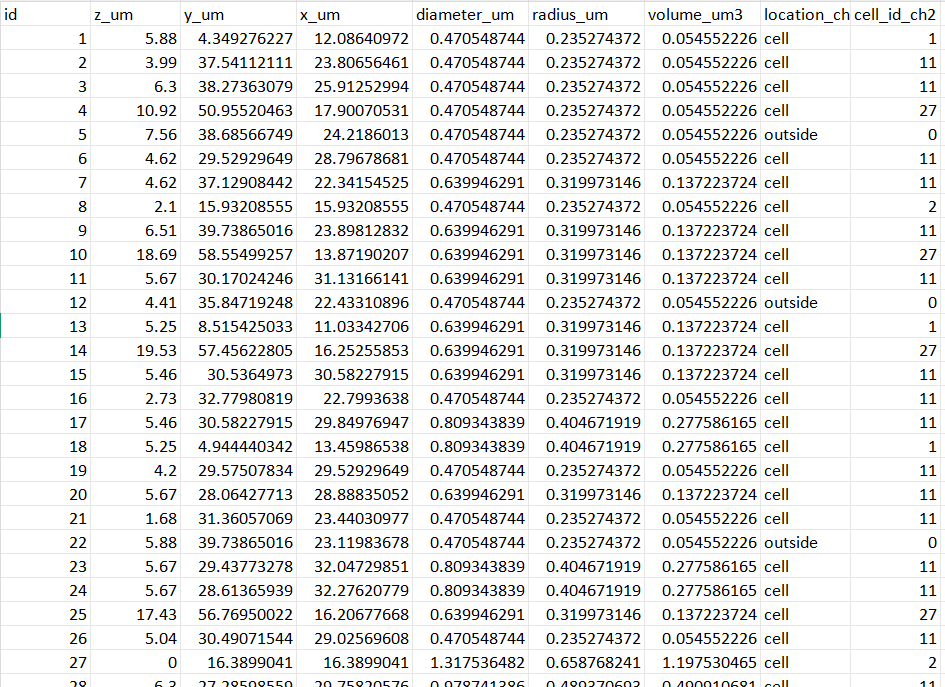 id z_um y_um x_um diameter_um radius_um volume_um3 location_ch cell_id_ch2
1 5.88 4.349276227 12.08640972 0.470548744 0.235274372 0.054552226 cell 1
2 3.99 37.54112111 23.80656461 0.470548744 0.235274372 0.054552226 cell 11
3 6.3 38.27363079 25.91252994 0.470548744 0.235274372 0.054552226 cell 11
4 10.92 50.95520463 17.90070531 0.470548744 0.235274372 0.054552226 cell 27
5 7.56 38.68566749 24.2186013 0.470548744 0.235274372 0.054552226 outside 0
6 4.62 29.52929649 28.79678681 0.470548744 0.235274372 0.054552226 cell 11
7 4.62 37.12908442 22.34154525 0.639946291 0.319973146 0.137223724 cell 11
8 2.1 15.93208555 15.93208555 0.470548744 0.235274372 0.054552226 cell 2
9 6.51 39.73865016 23.89812832 0.639946291 0.319973146 0.137223724 cell 11
10 18.69 58.55499257 13.87190207 0.639946291 0.319973146 0.137223724 cell 27
11 5.67 30.17024246 31.13166141 0.639946291 0.319973146 0.137223724 cell 11
12 4.41 35.84719248 22.43310896 0.470548744 0.235274372 0.054552226 outside 0
13 5.25 8.515425033 11.03342706 0.639946291 0.319973146 0.137223724 cell 1
14 19.53 57.45622805 16.25255853 0.639946291 0.319973146 0.137223724 cell 27
15 5.46 30.5364973 30.58227915 0.639946291 0.319973146 0.137223724 cell 11
16 2.73 32.77980819 22.7993638 0.470548744 0.235274372 0.054552226 cell 11
17 5.46 30.58227915 29.84976947 0.809343839 0.404671919 0.277586165 cell 11
18 5.25 4.944440342 13.45986538 0.809343839 0.404671919 0.277586165 cell 1
19 4.2 29.57507834 29.52929649 0.470548744 0.235274372 0.054552226 cell 11
20 5.67 28.06427713 28.88835052 0.639946291 0.319973146 0.137223724 cell 11
21 1.68 31.36057069 23.44030977 0.470548744 0.235274372 0.054552226 cell 11
22 5.88 39.73865016 23.11983678 0.470548744 0.235274372 0.054552226 outside 0
23 5.67 29.43773278 32.04729851 0.809343839 0.404671919 0.277586165 cell 11
24 5.67 28.61365939 32.27620779 0.809343839 0.404671919 0.277586165 cell 11
25 17.43 56.76950022 16.20677668 0.639946291 0.319973146 0.137223724 cell 27
26 5.04 30.49071544 29.02569608 0.470548744 0.235274372 0.054552226 cell 11
27 0 16.3899041 16.3899041 1.317536482 0.658768241 1.197530465 cell 2
28 6.3 27.28598559 29.75820576 0.978741386 0.489370693 0.490910681 cell 11